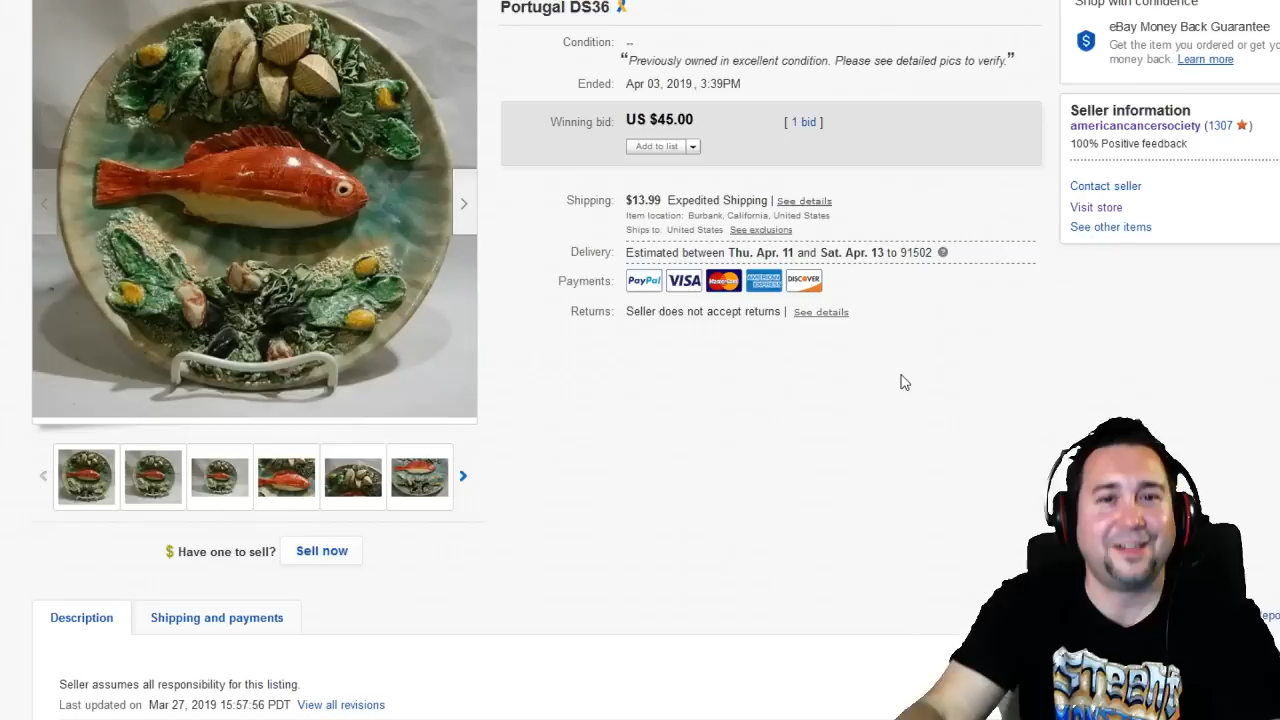 Portugal DS36
Shop with confidence
Condition: --
“Previously owned in excellent condition. Please see detailed pics to verify.”
Ended: Apr 03, 2019 , 3:39PM
eBay Money Back Guarantee
Get the item you ordered or get your
money back. Learn more
Winning bid: US $45.00 [ 1 bid ]
Add to list
Seller information
americancancersociety (1307 )
100% Positive feedback
Contact seller
Visit store
See other items
Shipping: $13.99 Expedited Shipping | See details
Item location: Burbank, California, United States
Ships to: United States See exclusions
Delivery: Estimated between Thu. Apr. 11 and Sat. Apr. 13 to 91502
Payments: PayPal VISA MasterCard AMERICAN EXPRESS DISCOVER
Returns: Seller does not accept returns | See details
$ Have one to sell? Sell now
Description
Shipping and payments
Seller assumes all responsibility for this listing.
Last updated on Mar 27, 2019 15:57:56 PDT View all revisions